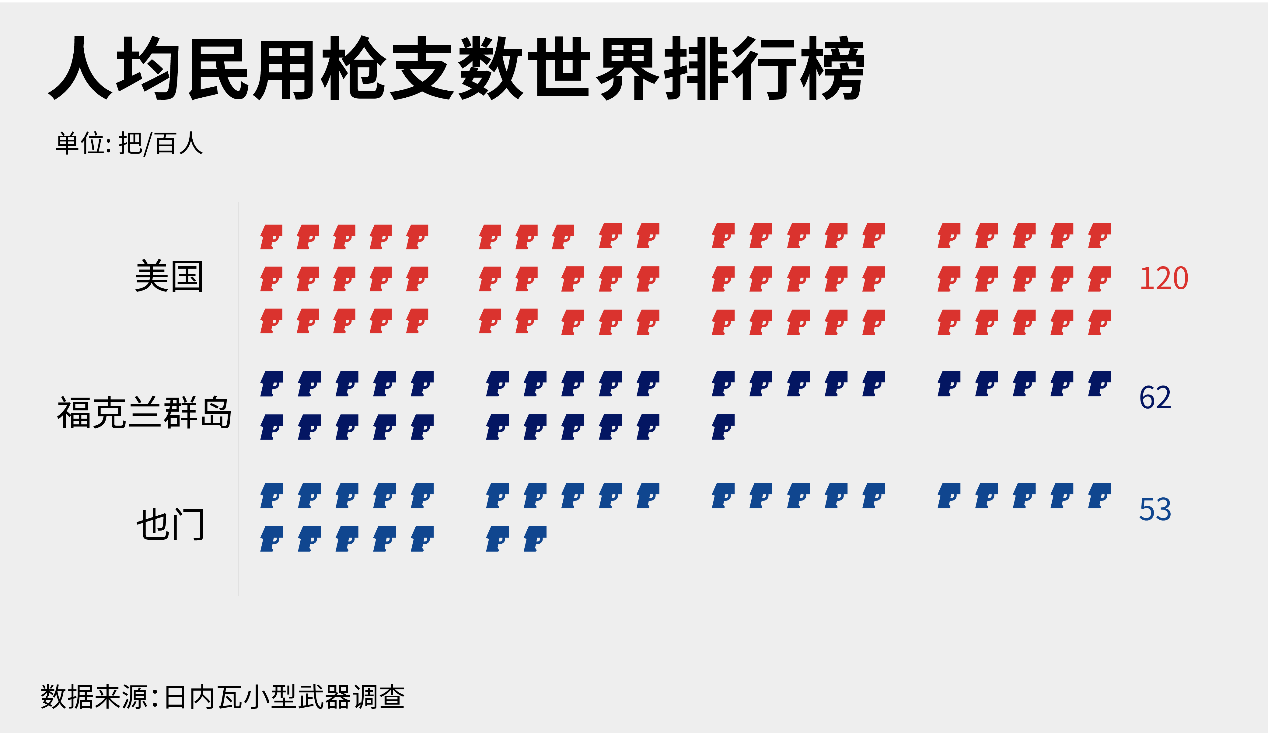 人均民用枪支数世界排行榜
单位: 把/百人
美国
120
福克兰群岛
62
也门
53
数据来源：日内瓦小型武器调查